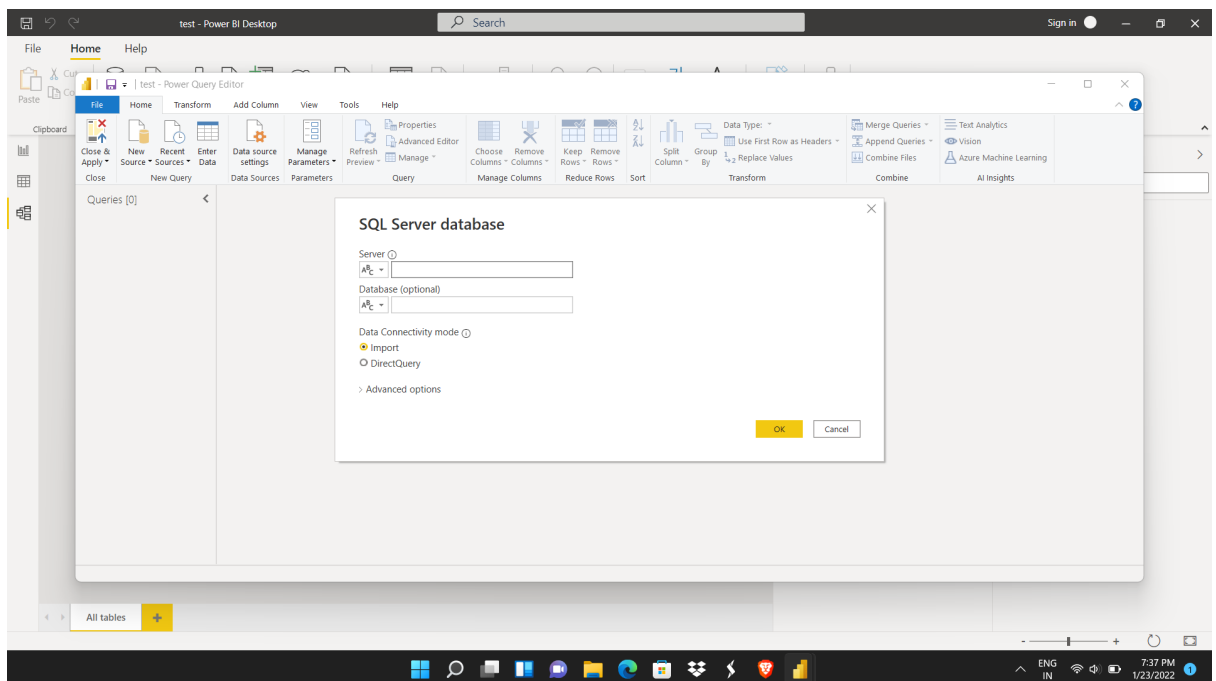 test - Power BI Desktop
Search
Sign in
File Home Help
Paste
Cut
Co
Clipboard
test - Power Query Editor
File Home Transform Add Column View Tools Help
Close & Apply
New Source
Recent Sources
Enter Data
Data source settings
Manage Parameters
Refresh Preview
Properties
Advanced Editor
Manage
Choose Columns
Remove Columns
Keep Rows
Remove Rows
Split Column
Group By
Data Type:
Use First Row as Headers
Replace Values
Merge Queries
Append Queries
Combine Files
Text Analytics
Vision
Azure Machine Learning
Close New Query Data Sources Parameters Query Manage Columns Reduce Rows Sort Transform Combine AI Insights
Queries [0]
SQL Server database
Server
ABC
Database (optional)
ABC
Data Connectivity mode
Import
DirectQuery
Advanced options
OK Cancel
All tables
ENG
IN
7:37 PM
1/23/2022
1